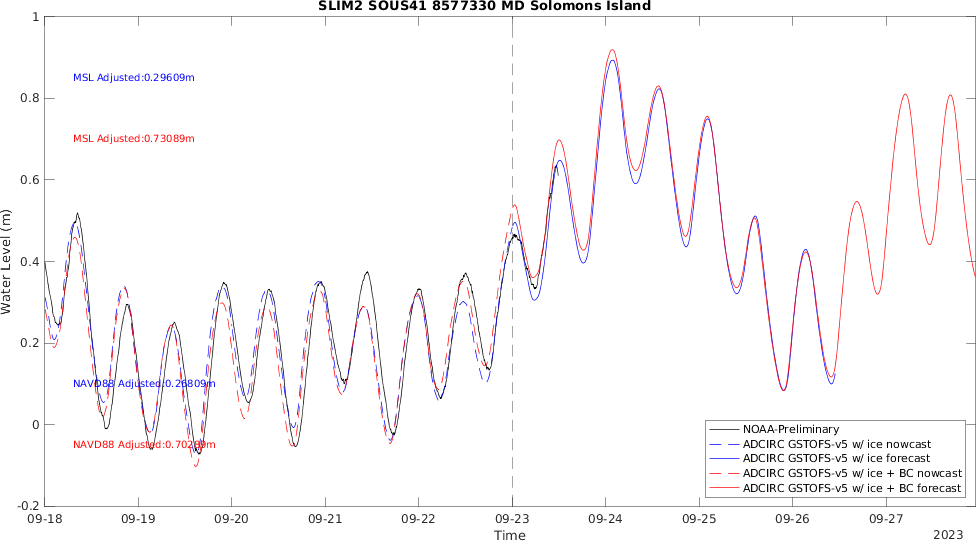 SLIM2 SOUS41 8577330 MD Solomons Island
1
0.8
0.6
0.4
0.2
0
-0.2
Water Level (m)
MSL Adjusted:0.29609m
MSL Adjusted:0.73089m
NAVD88 Adjusted:0.26809m
NOAA-Preliminary
ADCIRC GSTOFS-v5 w/ ice nowcast
ADCIRC GSTOFS-v5 w/ ice forecast
ADCIRC GSTOFS-v5 w/ ice + BC nowcast
ADCIRC GSTOFS-v5 w/ ice + BC forecast
NAVD88
09-18 09-19 09-20 09-21 09-22 09-23 09-24 09-25 09-26 09-27
Time
2023